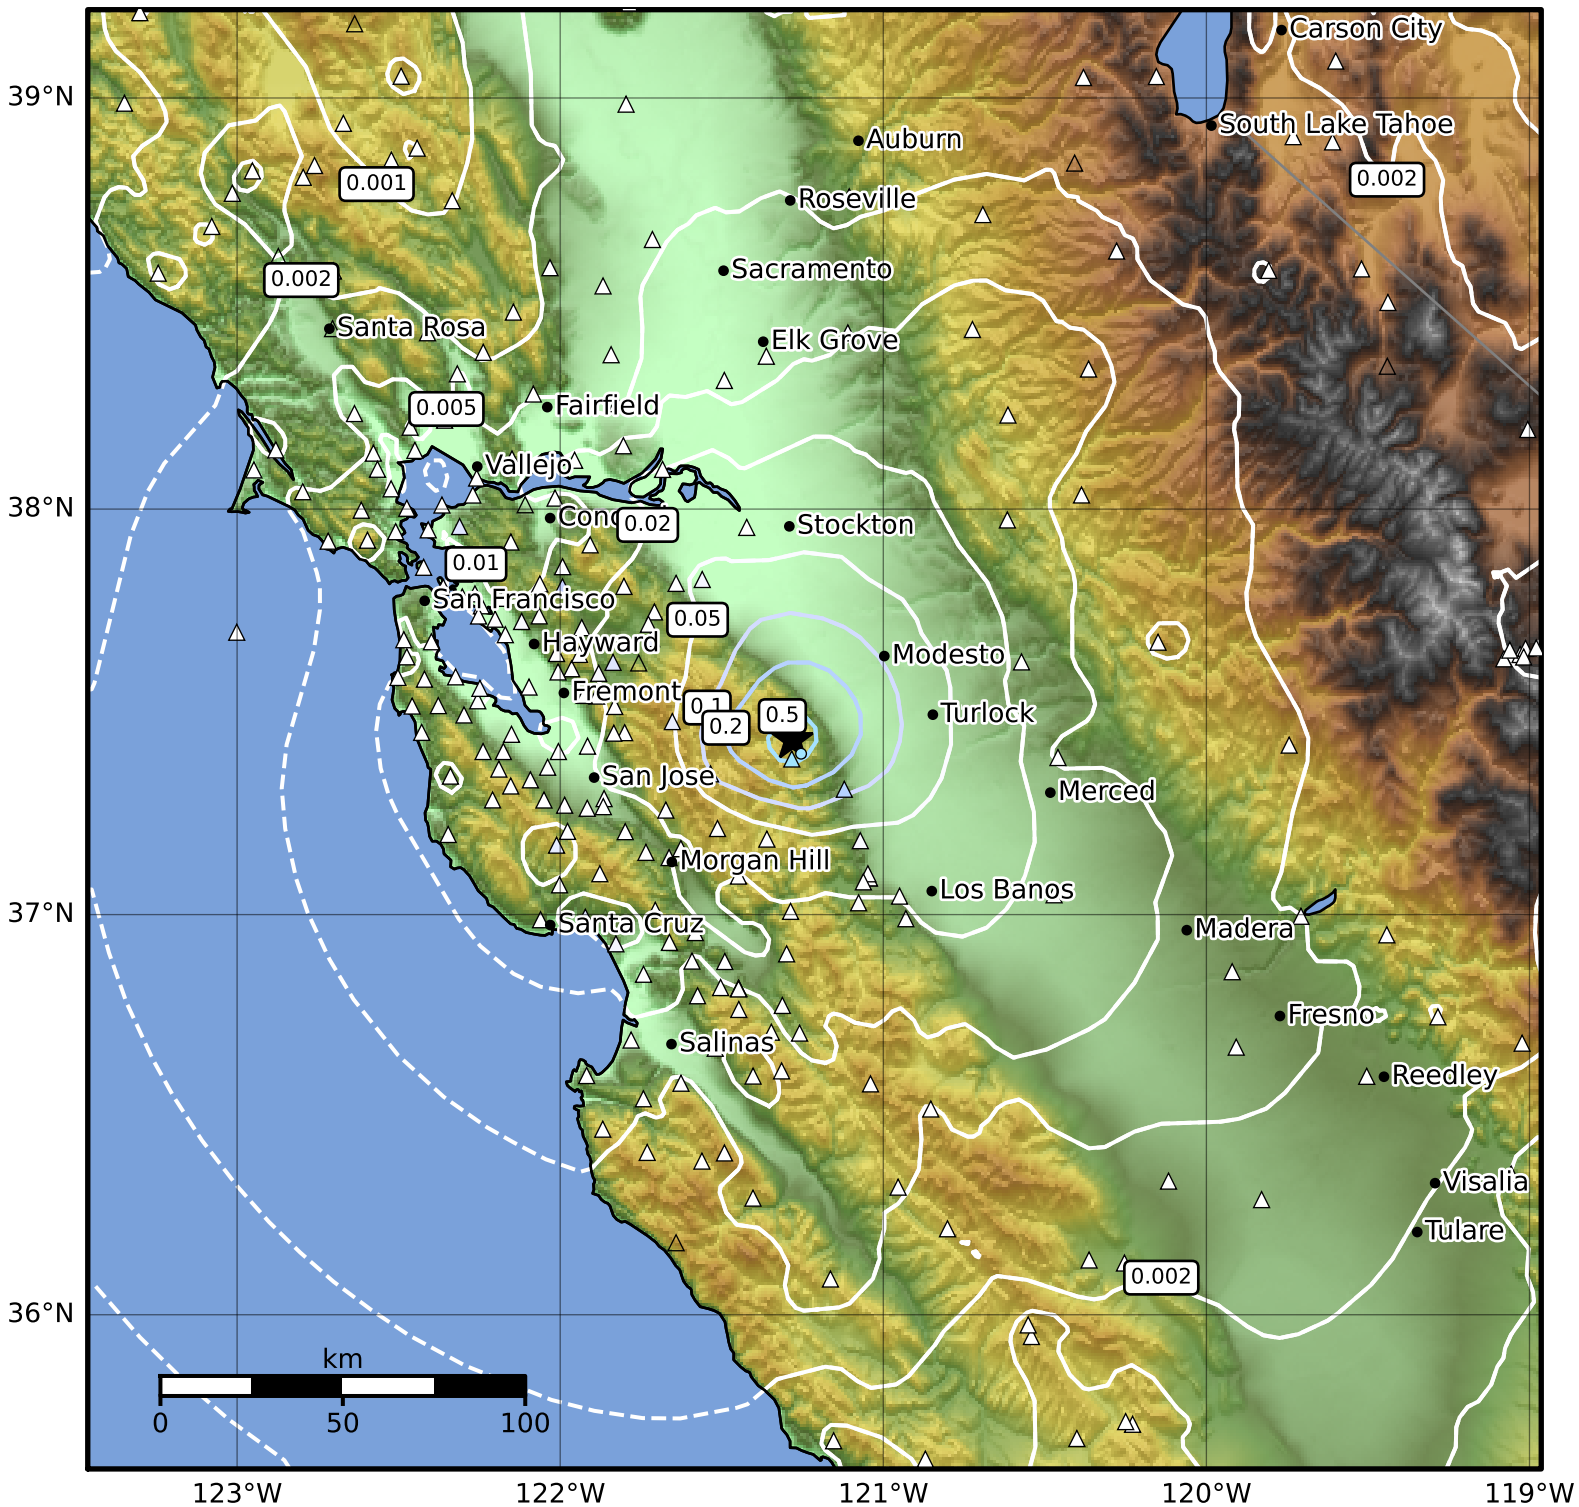 Carson City
39°N
South Lake Tahoe
Auburn
0.001
0.002
Roseville
Sacramento
0.002
Santa Rosa
Elk Grove
0.005
Fairfield
Vallejo
38°N
0.02
Stockton
0.01
San Francisco
0.05
Hayward
Modesto
Fremont
0.1
0.2
0.5
Turlock
San Jose
Merced
Morgan Hill
Los Banos
37°N
Santa Cruz
Madera
Fresno
Salinas
Reedley
Visalia
Tulare
0.002
36°N
km
0 50 100
123°W 122°W 121°W 120°W 119°W